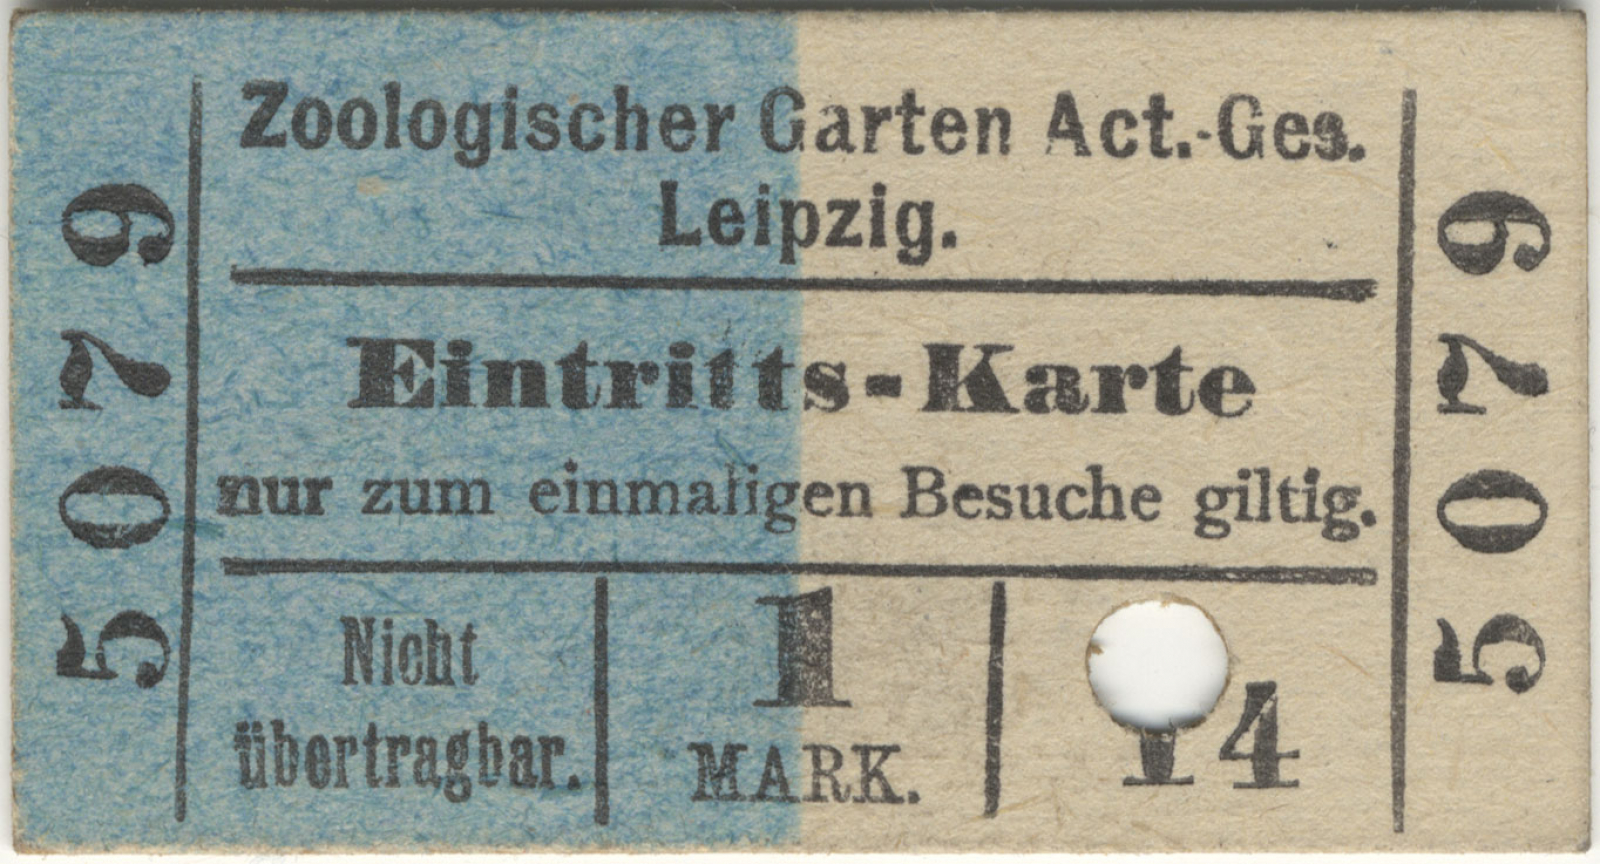 5079
Zoologischer Garten Act.-Ges.
Leipzig.
Eintritts-Karte
nur zum einmaligen Besuche giltig.
Nicht
übertragbar.
1
MARK.
14
5079